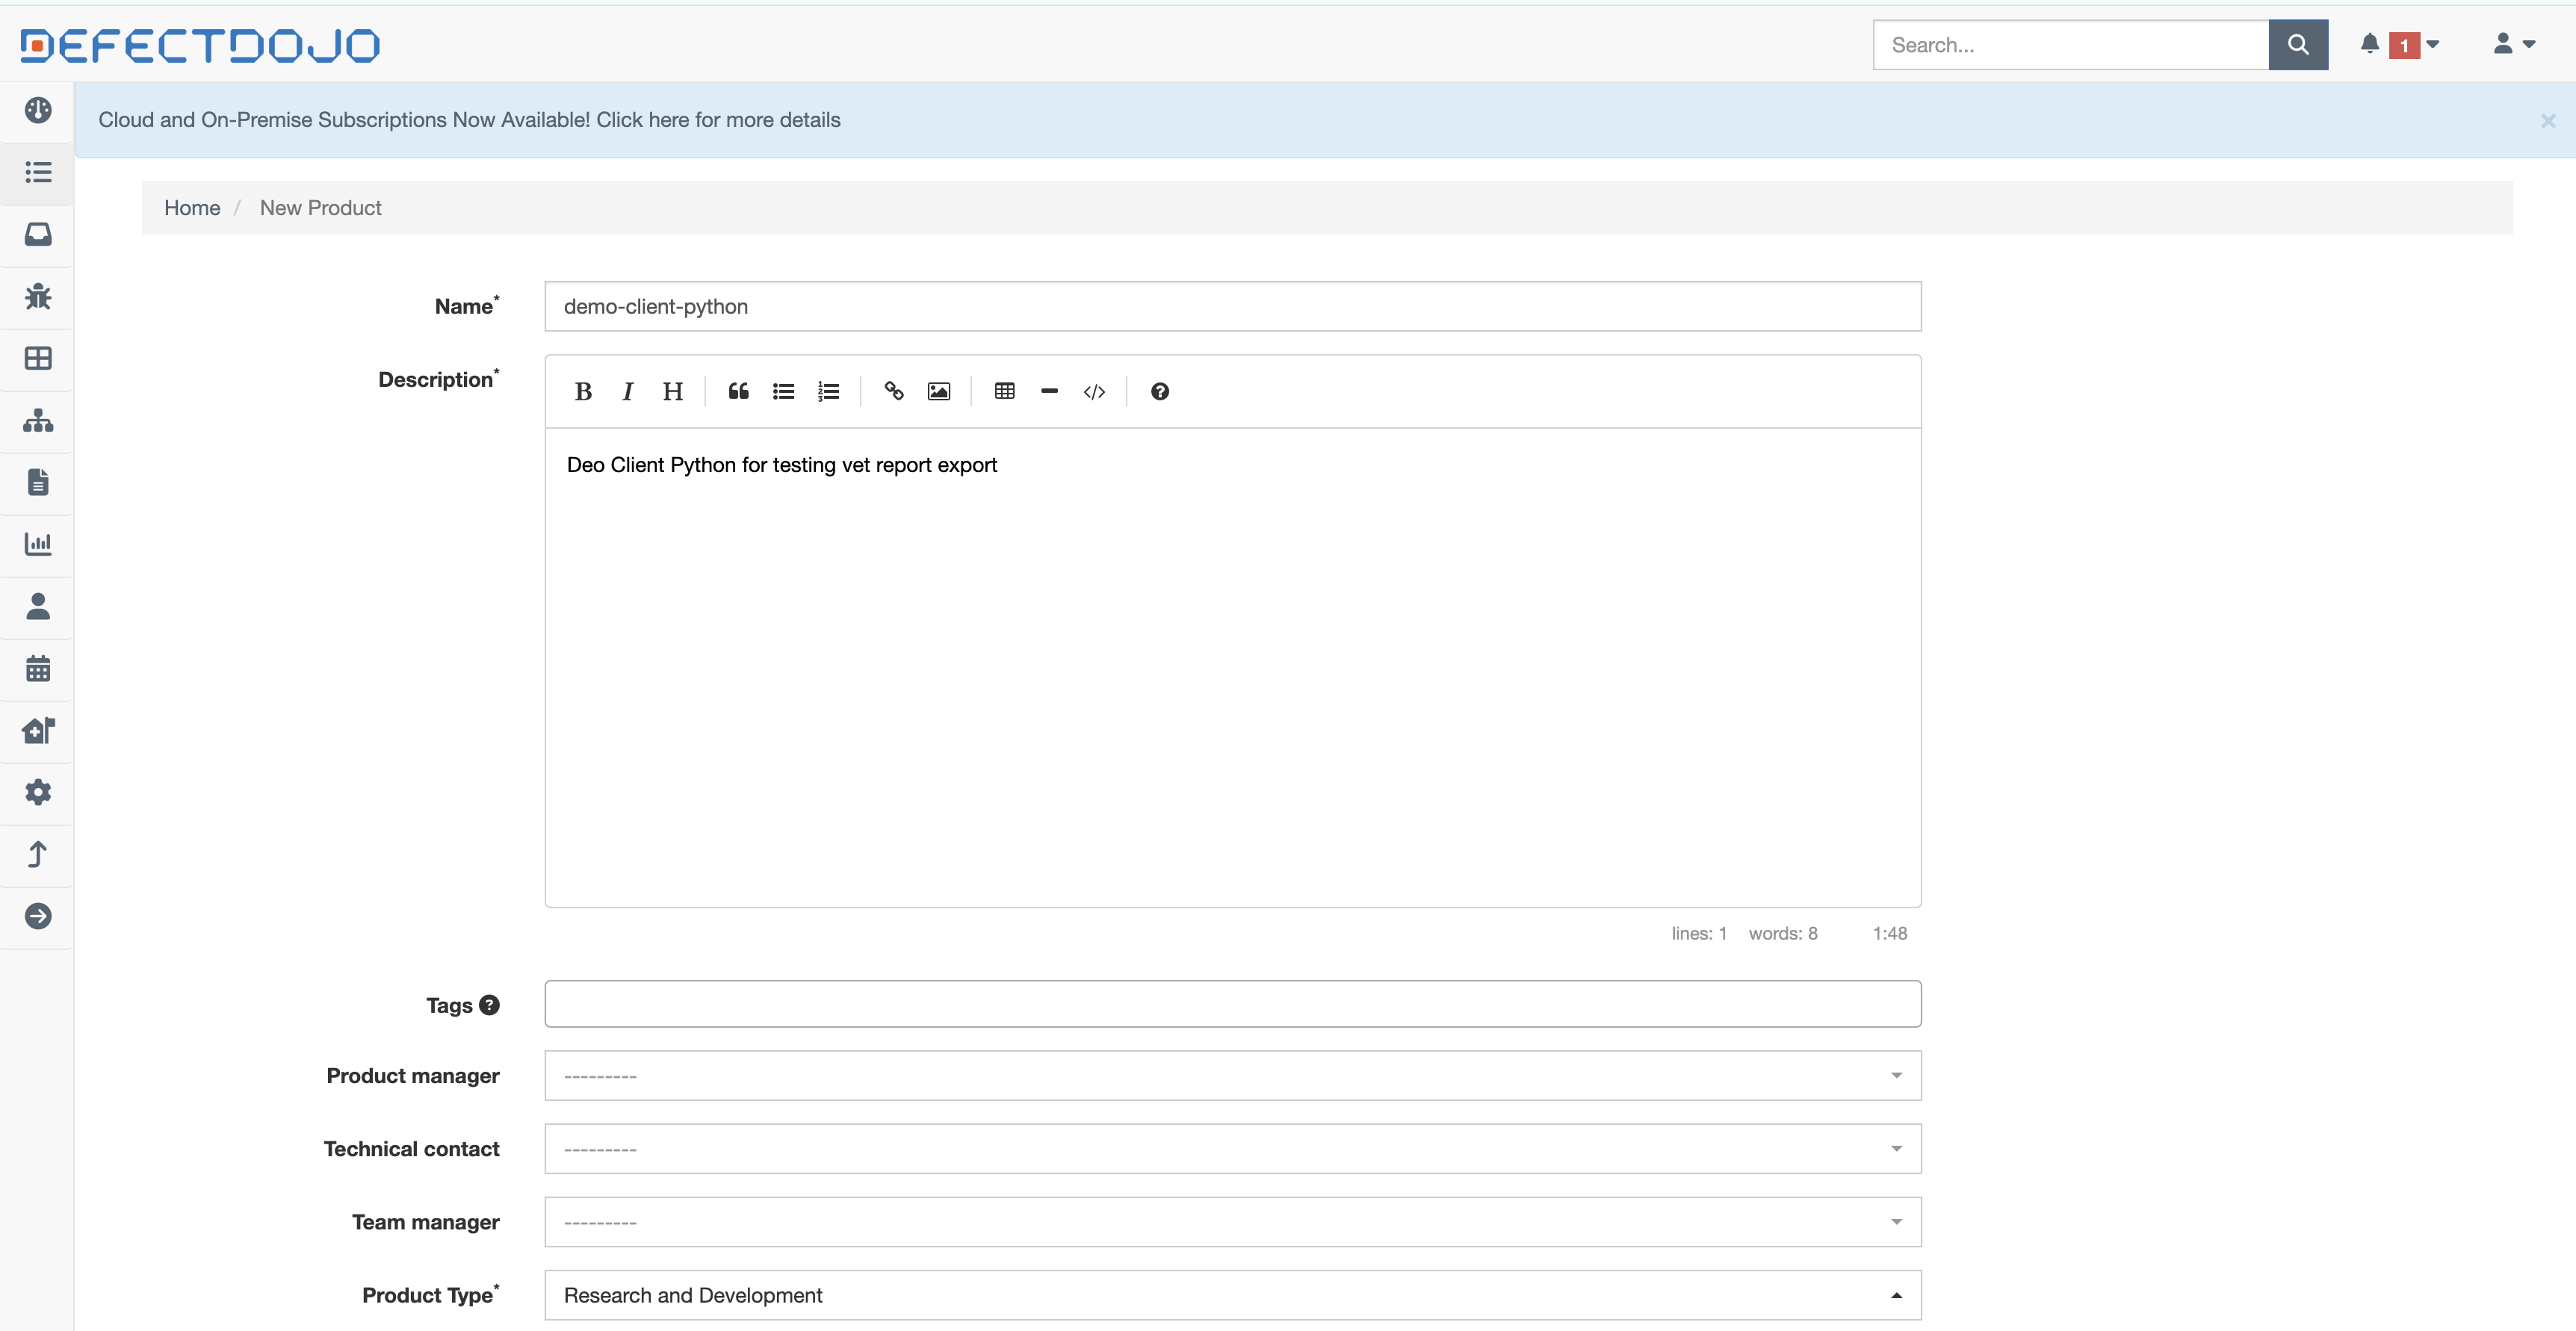 DEFECTDOJO
Search...
1
Cloud and On-Premise Subscriptions Now Available! Click here for more details
×
Home / New Product
Name*
demo-client-python
Description*
B I H
Deo Client Python for testing vet report export
lines: 1 words: 8 1:48
Tags ?
Product manager
---------
Technical contact
---------
Team manager
---------
Product Type*
Research and Development